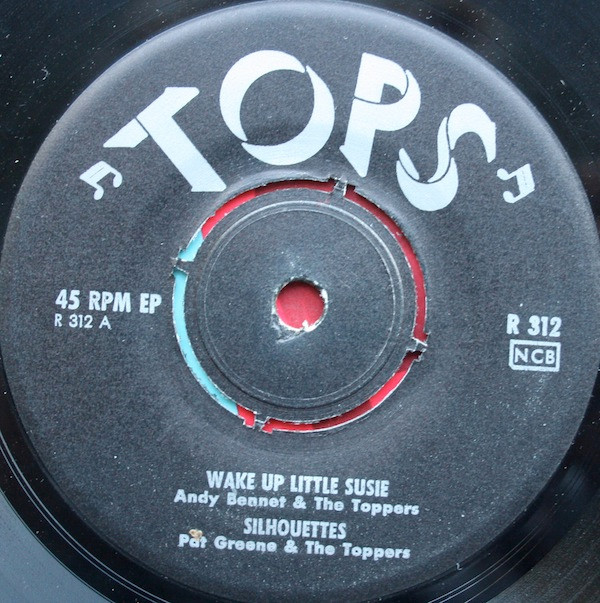 TOPS
45 RPM EP
R 312 A
R 312
NCB
WAKE UP LITTLE SUSIE
Andy Bennet & The Toppers
SILHOUETTES
Pat Greene & The Toppers